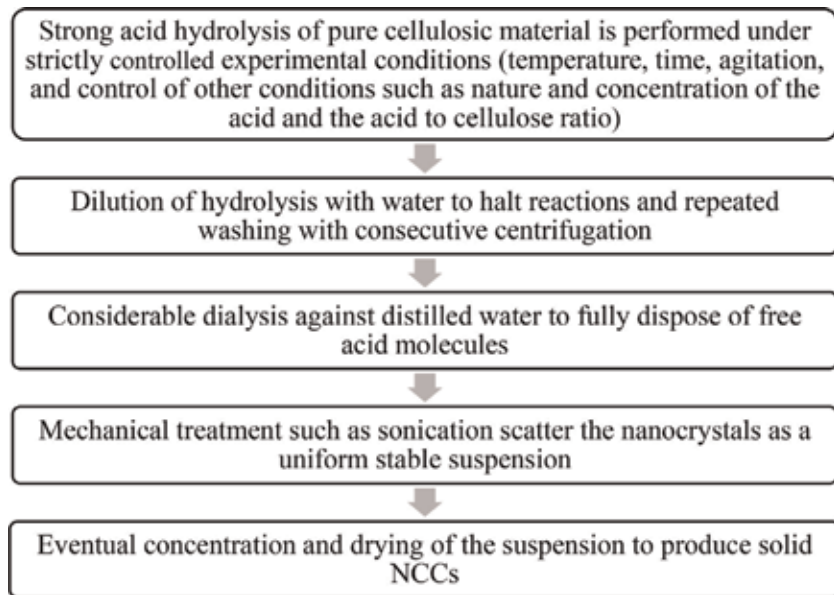 Strong acid hydrolysis of pure cellulosic material is performed under
strictly controlled experimental conditions (temperature, time, agitation,
and control of other conditions such as nature and concentration of the
acid and the acid to cellulose ratio)
Dilution of hydrolysis with water to halt reactions and repeated
washing with consecutive centrifugation
Considerable dialysis against distilled water to fully dispose of free
acid molecules
Mechanical treatment such as sonication scatter the nanocrystals as a
uniform stable suspension
Eventual concentration and drying of the suspension to produce solid
NCCs